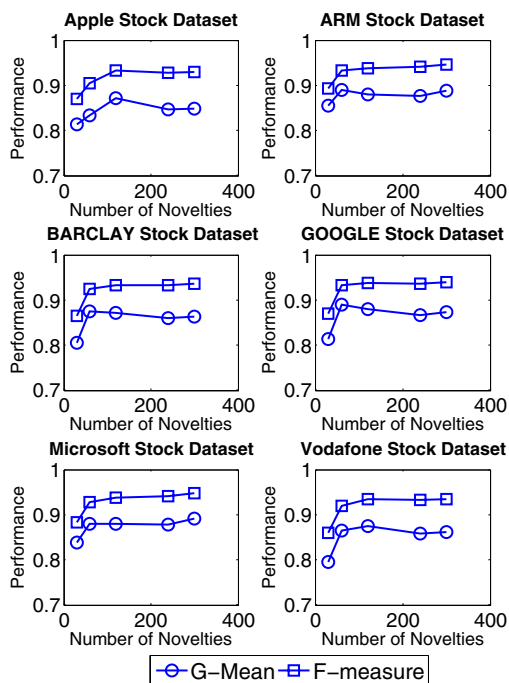 Apple Stock Dataset
1
0.9
0.8
0.7
0
200
400
Performance
Number of Novelties
ARM Stock Dataset
1
0.9
0.8
0.7
0
200
400
Performance
Number of Novelties
BARCLAY Stock Dataset
1
0.9
0.8
0.7
0
200
400
Performance
Number of Novelties
GOOGLE Stock Dataset
1
0.9
0.8
0.7
0
200
400
Performance
Number of Novelties
Microsoft Stock Dataset
1
0.9
0.8
0.7
0
200
400
Performance
Number of Novelties
Vodafone Stock Dataset
1
0.9
0.8
0.7
0
200
400
Performance
Number of Novelties
G−Mean
F−measure